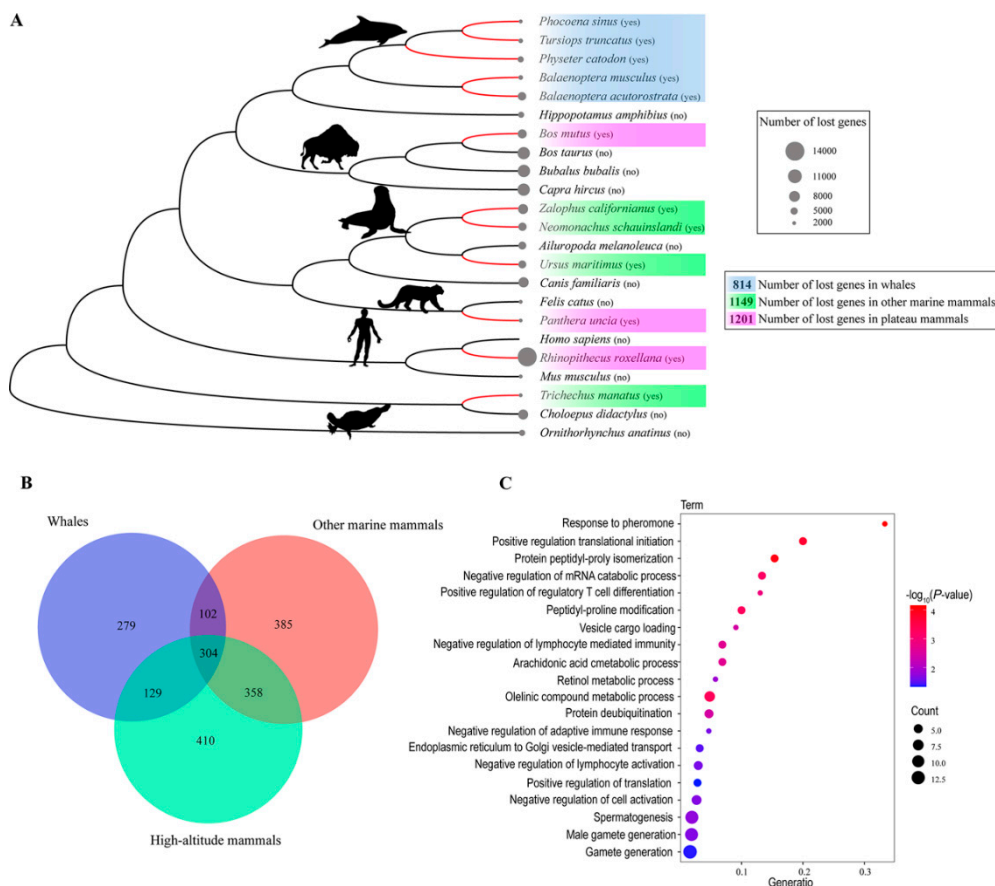 A
Phocoena sinus (yes)
Tursiops truncatus (yes)
Physeter catodon (yes)
Balaenoptera musculus (yes)
Balaenoptera acutorostrata (yes)
Hippopotamus amphibius (no)
Bos mutus (yes)
Bos taurus (no)
Bubalus bubalis (no)
Capra hircus (no)
Zalophus californianus (yes)
Neomonachus schauinslandi (yes)
Ailuropoda melanoleuca (no)
Ursus maritimus (yes)
Canis familiaris (no)
Felis catus (no)
Panthera uncia (yes)
Homo sapiens (no)
Rhinopithecus roxellana (yes)
Mus musculus (no)
Trichechus manatus (yes)
Choloepus didactylus (no)
Ornithorhynchus anatinus (no)
Number of lost genes
14000
11000
8000
5000
2000
814 Number of lost genes in whales
1149 Number of lost genes in other marine mammals
1201 Number of lost genes in plateau mammals
B
Whales
Other marine mammals
279
102
385
304
129
358
410
High-altitude mammals
C
Term
Response to pheromone
Positive regulation translational initiation
Protein peptidyl-proly isomerization
Negative regulation of mRNA catabolic process
Positive regulation of regulatory T cell differentiation
Peptidyl-proline modification
Vesicle cargo loading
Negative regulation of lymphocyte mediated immunity
Arachidonic acid cmetabolic process
Retinol metabolic process
Olelinic compound metabolic process
Protein deubiquitination
Negative regulation of adaptive immune response
Endoplasmic reticulum to Golgi vesicle-mediated transport
Negative regulation of lymphocyte activation
Positive regulation of translation
Negative regulation of cell activation
Spermatogenesis
Male gamete generation
Gamete generation
0.1
0.2
0.3
Generatio
-log10(P-value)
4
3
2
Count
5.0
7.5
10.0
12.5